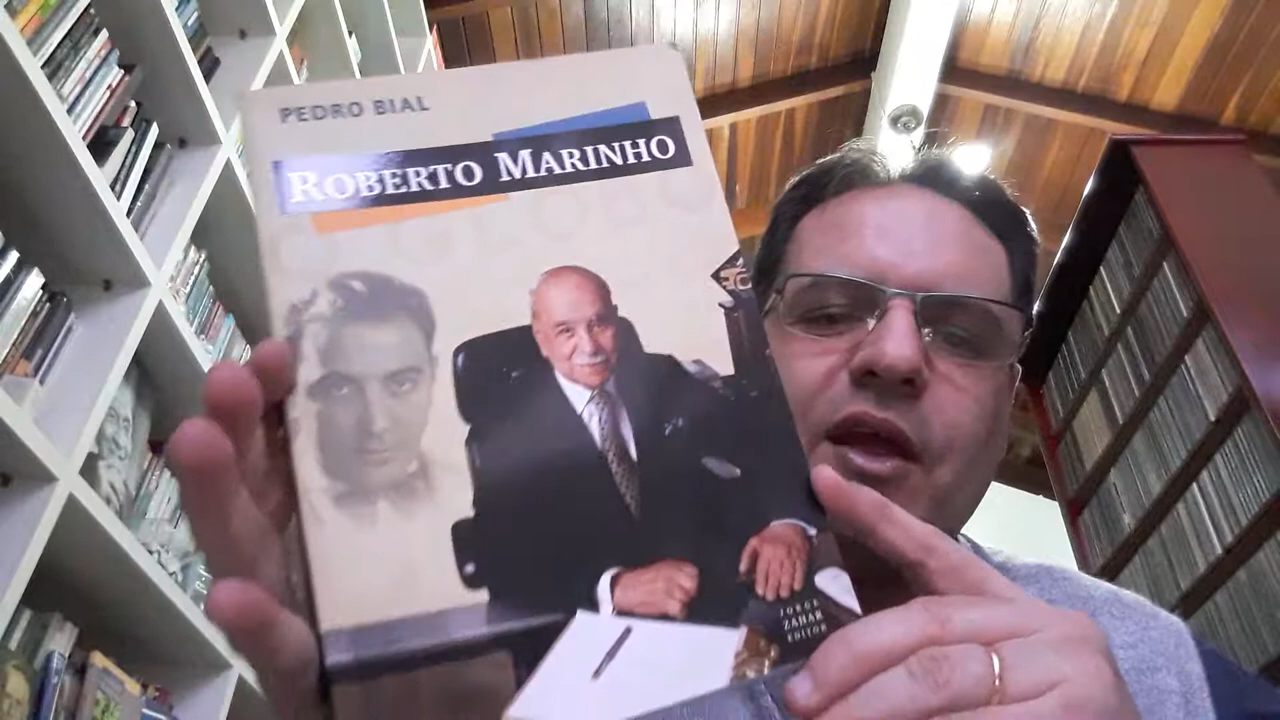 PEDRO BIAL
ROBERTO MARINHO
JORGE
ZAHAR
EDITOR